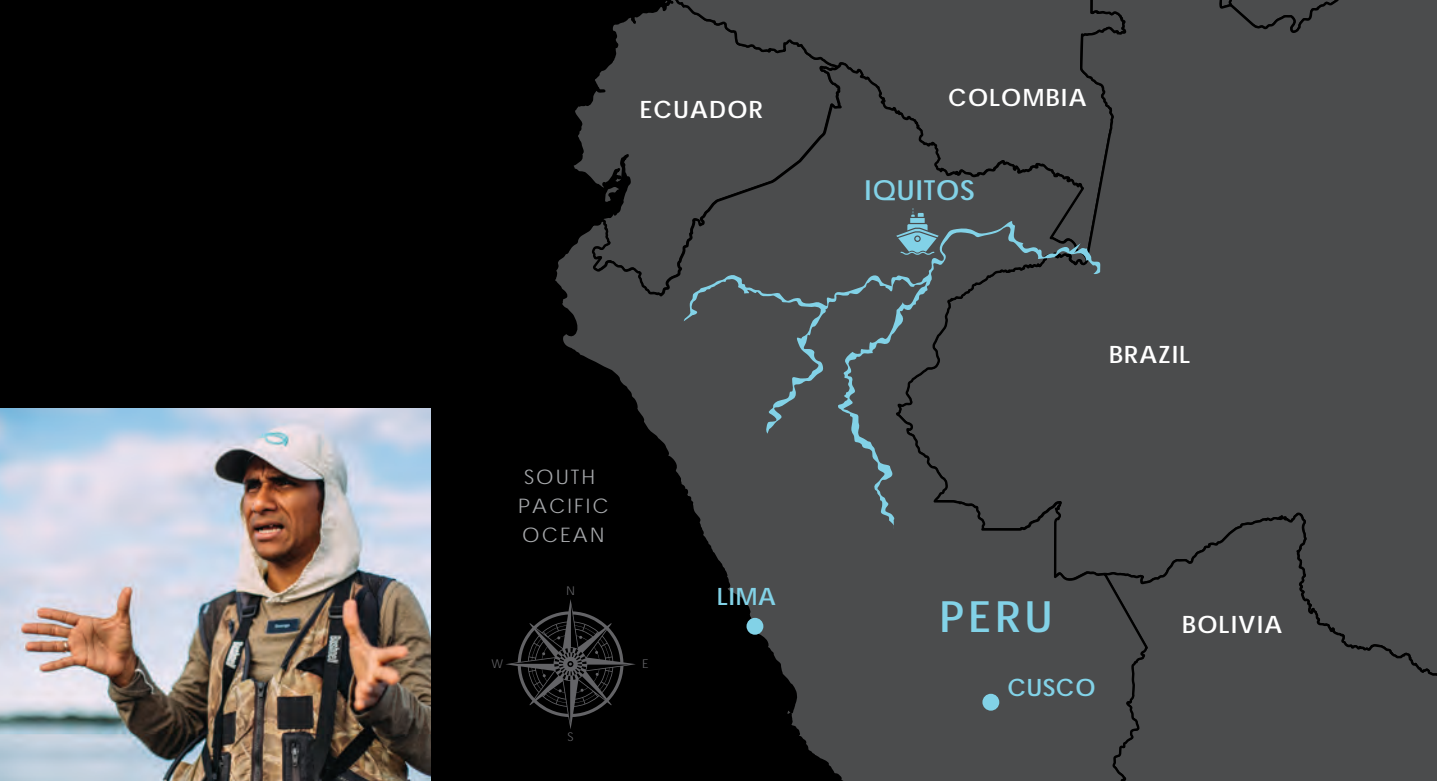 ECUADOR
COLOMBIA
IQUITOS
BRAZIL
SOUTH
PACIFIC
OCEAN
N
W
E
S
LIMA
PERU
BOLIVIA
CUSCO